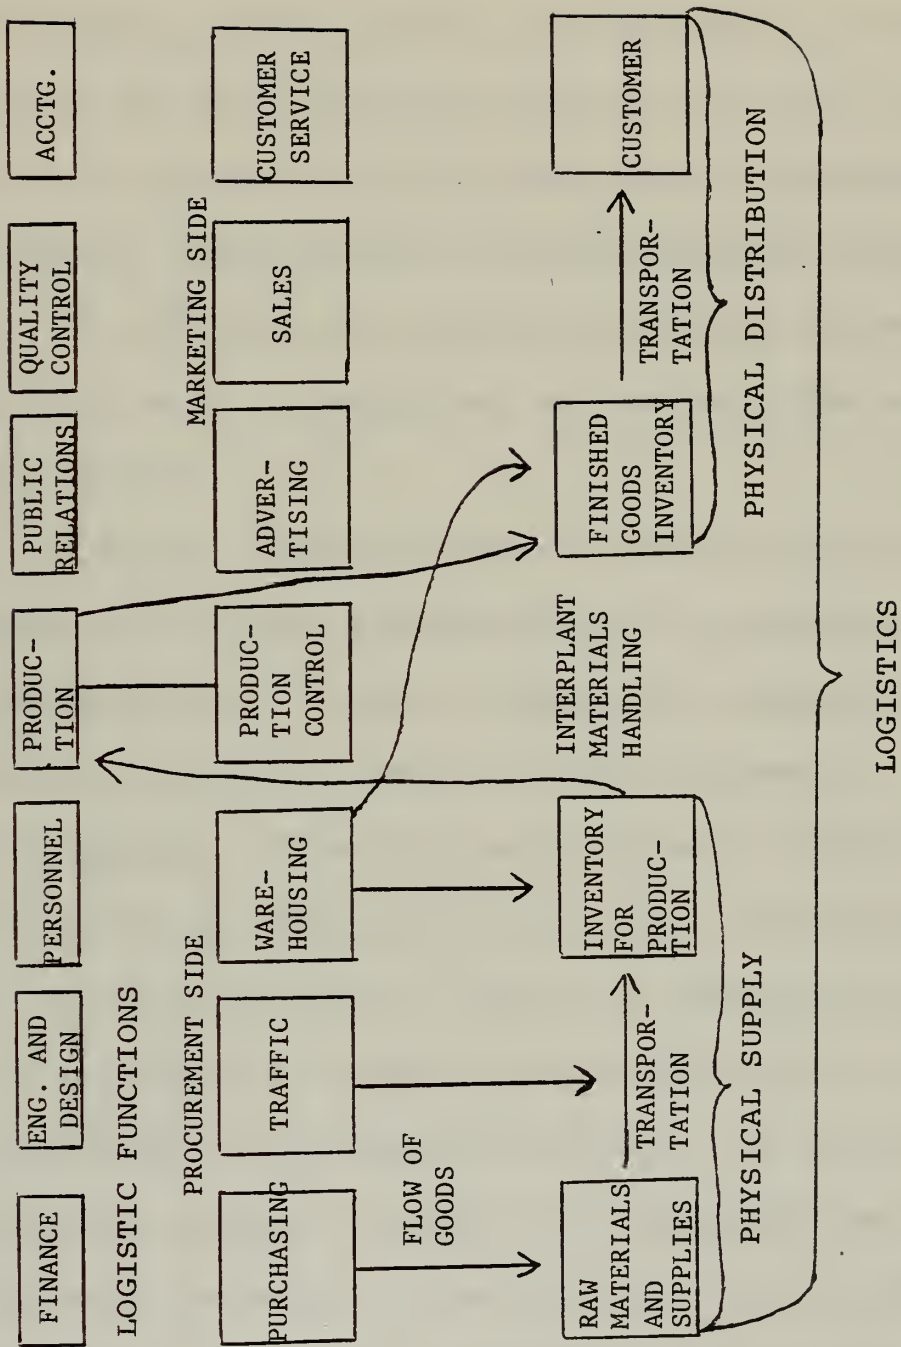 FINANCE
ENG. AND
DESIGN
PERSONNEL
PRODUC-
TION
PUBLIC
RELATIONS
QUALITY
CONTROL
ACCTG.
LOGISTIC FUNCTIONS
PROCUREMENT SIDE
MARKETING SIDE
PURCHASING
TRAFFIC
WARE-
HOUSING
PRODUC-
TION
CONTROL
ADVER-
TISING
SALES
CUSTOMER
SERVICE
FLOW OF
GOODS
RAW
MATERIALS
AND
SUPPLIES
TRANSPOR-
TATION
INVENTORY
FOR
PRODUC-
TION
INTERPLANT
MATERIALS
HANDLING
FINISHED
GOODS
INVENTORY
TRANSPOR-
TATION
CUSTOMER
PHYSICAL SUPPLY
PHYSICAL DISTRIBUTION
LOGISTICS